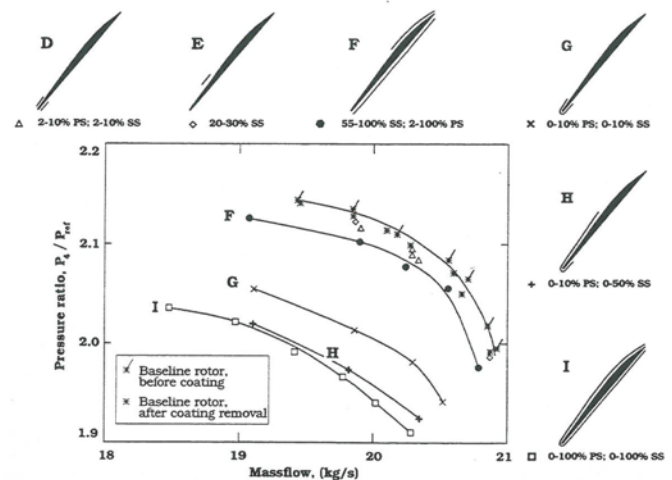 D
E
F
G
△ 2-10% PS; 2-10% SS
◇ 20-30% SS
● 55-100% SS; 2-100% PS
× 0-10% PS; 0-10% SS
2.2
2.1
2.0
1.9
Pressure ratio, P4 / Pref
F
G
I
H
Baseline rotor,
before coating
Baseline rotor,
after coating removal
18
19
20
21
Massflow, (kg/s)
H
+ 0-10% PS; 0-50% SS
I
□ 0-100% PS; 0-100% SS